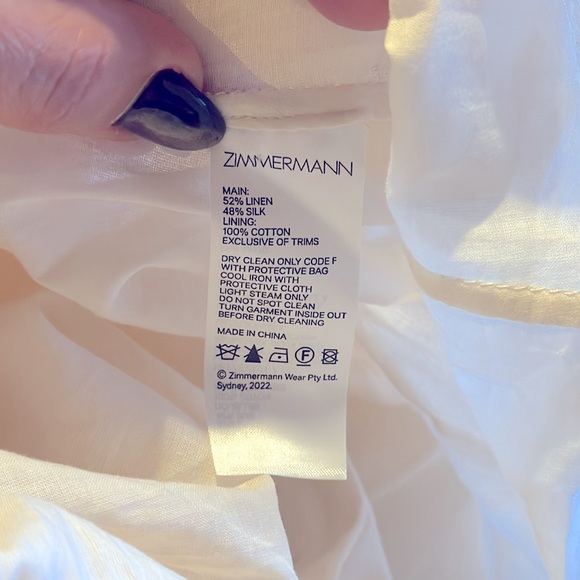 ZIMMERMANN
MAIN:
52% LINEN
48% SILK
LINING:
100% COTTON
EXCLUSIVE OF TRIMS
DRY CLEAN ONLY CODE F
WITH PROTECTIVE BAG
COOL IRON WITH
PROTECTIVE CLOTH
LIGHT STEAM ONLY
DO NOT SPOT CLEAN
TURN GARMENT INSIDE OUT
BEFORE DRY CLEANING
MADE IN CHINA
F
© Zimmermann Wear Pty Ltd.
Sydney, 2022.